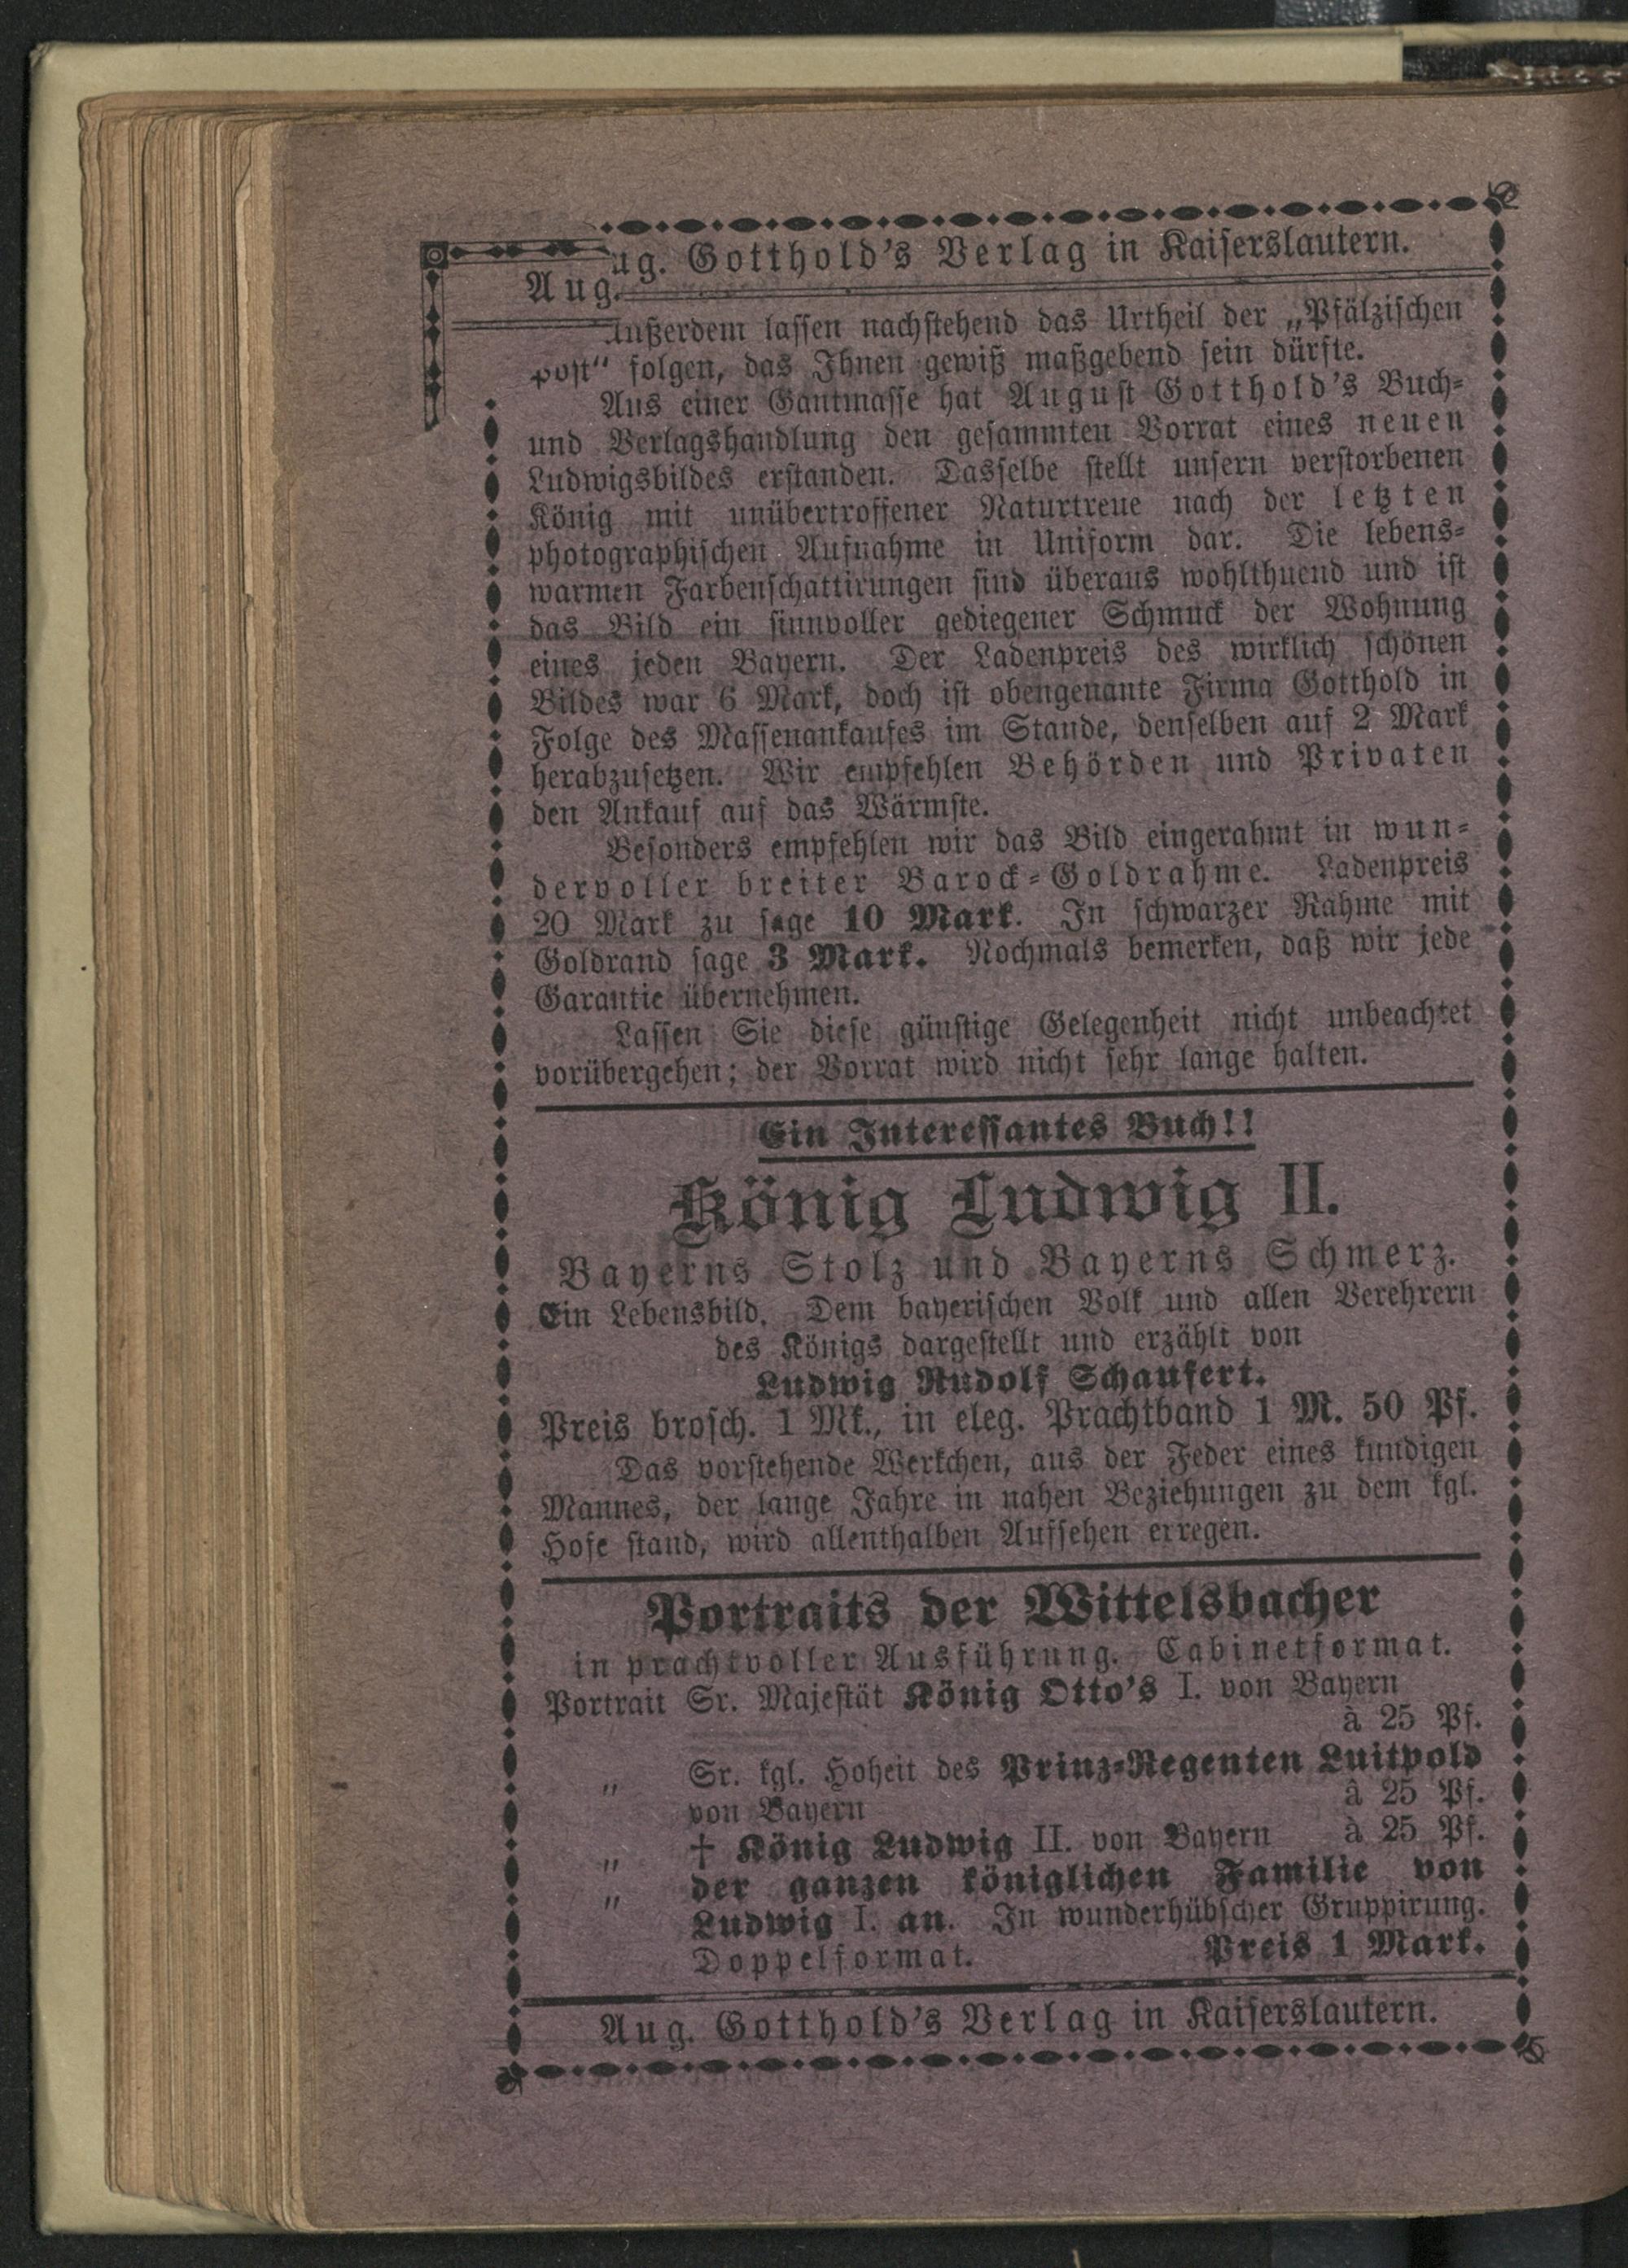 Aug. ug. Gotthold's Verlag in Kaiserslautern.
Außerdem lassen nachstehend das Urtheil der „Pfälzischen
post“ folgen, das Ihnen gewiß maßgebend sein dürfte.
Aus einer Gantmasse hat August Gotthold's Buch-
und Verlagshandlung den gesammten Vorrat eines neuen
Ludwigsbildes erstanden. Dasselbe stellt unsern verstorbenen
König mit unübertroffener Naturtreue nach der letzten
photographischen Aufnahme in Uniform dar. Die lebens-
warmen Farbenschattirungen sind überaus wohlthuend und ist
das Bild ein sinnvoller gediegener Schmuck der Wohnung
eines jeden Bayern. Der Ladenpreis des wirklich schönen
Bildes war 6 Mark, doch ist obengenante Firma Gotthold in
Folge des Massenankaufes im Stande, denselben auf 2 Mark
herabzusetzen. Wir empfehlen Behörden und Privaten
den Ankauf auf das Wärmste.
Besonders empfehlen wir das Bild eingerahmt in wun-
dervoller breiter Barock-Goldrahme. Ladenpreis
20 Mark zu sage 10 Mark. In schwarzer Rahme mit
Goldrand sage 3 Mark. Nochmals bemerken, daß wir jede
Garantie übernehmen.
Lassen Sie diese günstige Gelegenheit nicht unbeachtet
vorübergehen; der Vorrat wird nicht sehr lange halten.
Ein Interessantes Buch!!
König Ludwig II.
Bayerns Stolz und Bayerns Schmerz.
Ein Lebensbild. Dem bayerischen Volk und allen Verehrern
des Königs dargestellt und erzählt von
Ludwig Rudolf Schaufert.
Preis brosch. 1 Mk., in eleg. Prachtband 1 M. 50 Pf.
Das vorstehende Werkchen, aus der Feder eines kundigen
Mannes, der lange Jahre in nahen Beziehungen zu dem kgl.
Hofe stand, wird allenthalben Aufsehen erregen.
Portraits der Wittelsbacher
in prachtvoller Ausführung. Cabinetformat.
Portrait Sr. Majestät König Otto's I. von Bayern
à 25 Pf.
„ Sr. kgl. Hoheit des Prinz-Regenten Luitpold
von Bayern à 25 Pf.
„ † König Ludwig II. von Bayern à 25 Pf.
„ der ganzen königlichen Familie von
Ludwig I. an. In wunderhübscher Gruppirung.
Doppelformat. Preis 1 Mark.
Aug. Gotthold's Verlag in Kaiserslautern.